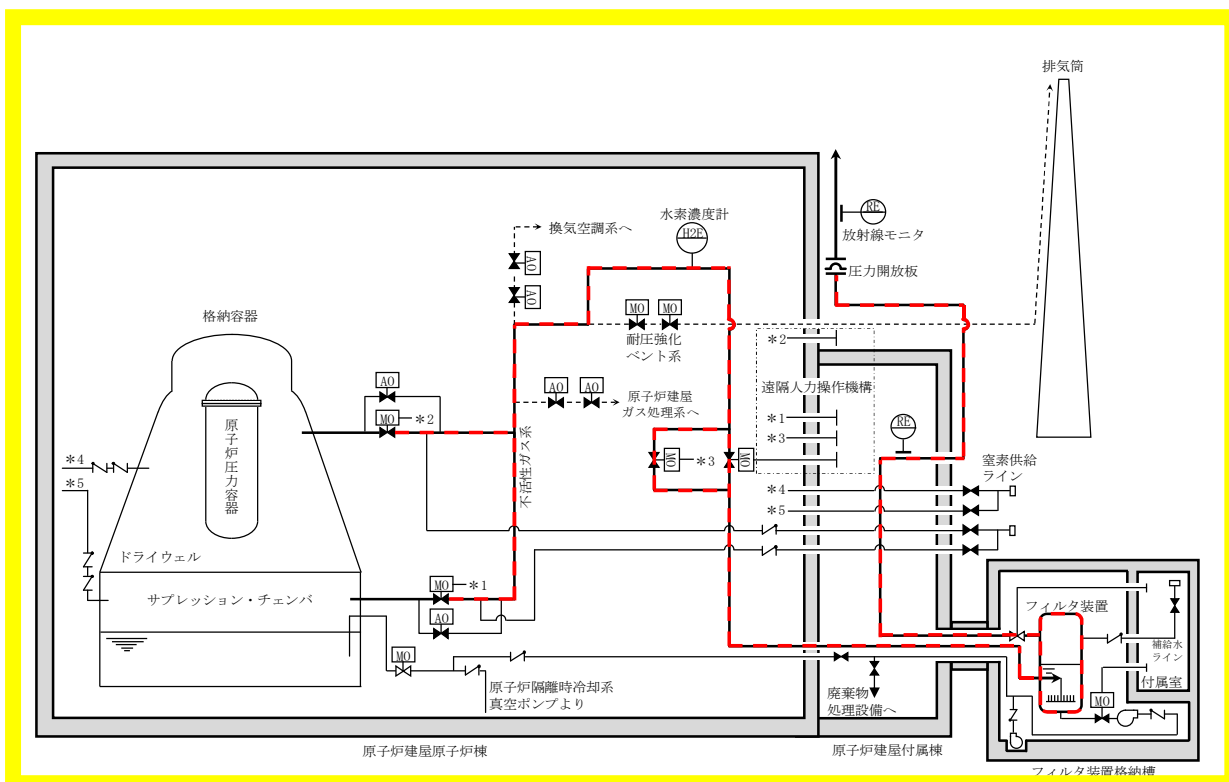 排気筒
水素濃度計
H2E
RE
放射線モニタ
換気空調系へ
AO
AO
圧力開放板
格納容器
MO
MO
耐圧強化
ベント系
*2
遠隔人力操作機構
AO
AO
AO
原子炉建屋
ガス処理系へ
MO
*2
*1
*3
RE
原子炉圧力容器
不活性ガス系
MO
*3
MO
*4
*5
窒素供給
ライン
*4
*5
ドライウェル
MO
*1
サプレッション・チェンバ
AO
フィルタ装置
補給水
ライン
付属室
MO
MO
原子炉隔離時冷却系
真空ポンプより
廃棄物
処理設備へ
原子炉建屋原子炉棟
原子炉建屋付属棟
フィルタ装置格納槽